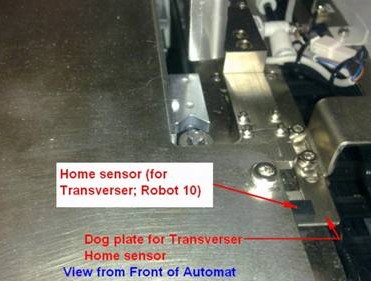 Home sensor (for
Transverser; Robot 10)
Dog plate for Transverser
Home sensor
View from Front of Automat